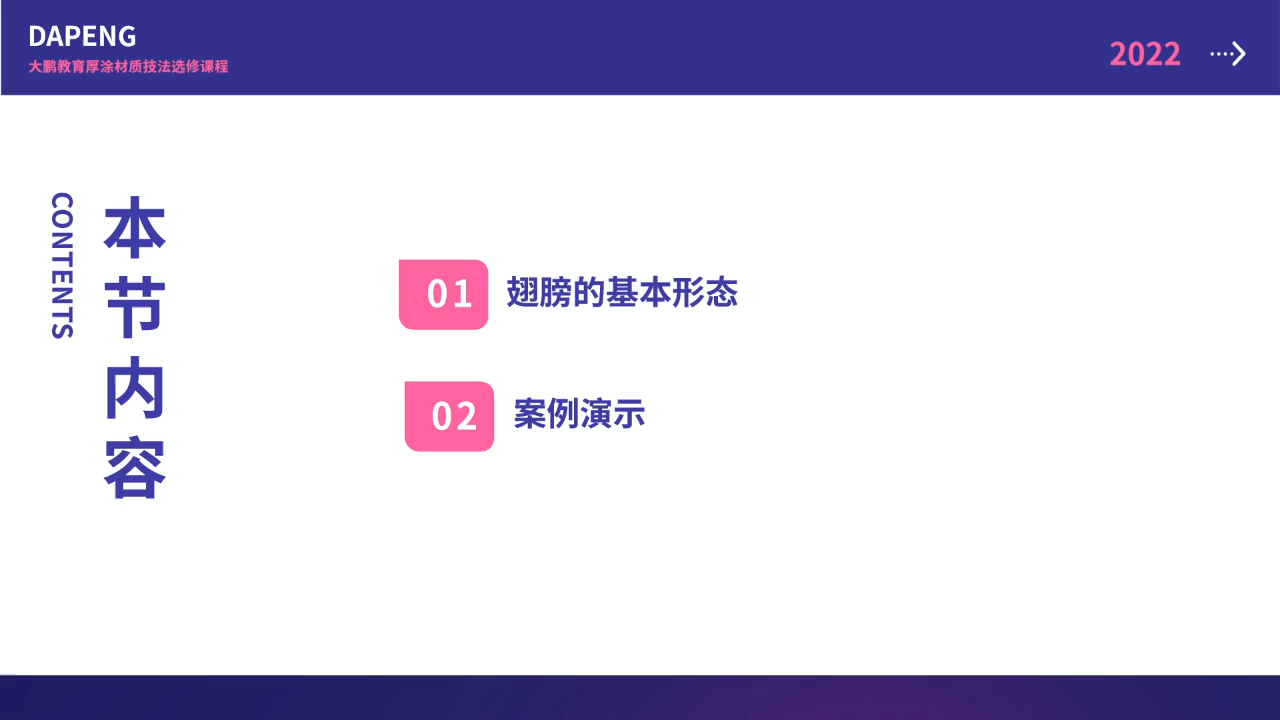 DAPENG
大鹏教育厚涂材质技法选修课程
2022
CONTENTS
本节内容
01 翅膀的基本形态
02 案例演示